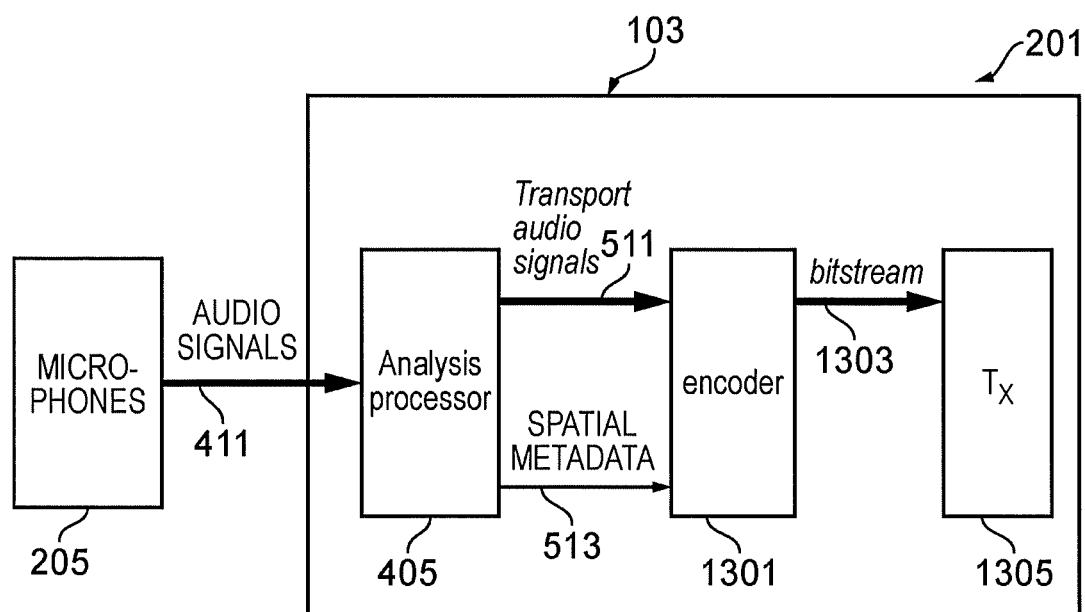 103
201
Transport
audio
signals
511
bitstream
1303
AUDIO
SIGNALS
411
MICRO-
PHONES
Analysis
processor
encoder
TX
SPATIAL
METADATA
513
205
405
1301
1305